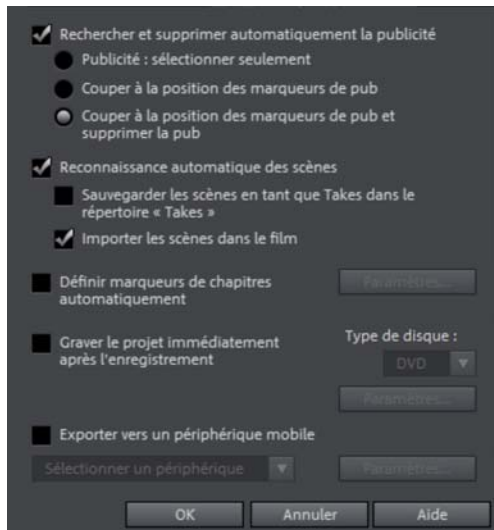 Rechercher et supprimer automatiquement la publicité
Publicité : sélectionner seulement
Couper à la position des marqueurs de pub
Couper à la position des marqueurs de pub et
supprimer la pub
Reconnaissance automatique des scènes
Sauvegarder les scènes en tant que Takes dans le
répertoire « Takes »
Importer les scènes dans le film
Définir marqueurs de chapitres
automatiquement
Paramètres...
Graver le projet immédiatement
après l'enregistrement
Type de disque :
DVD
Paramètres...
Exporter vers un périphérique mobile
Sélectionner un périphérique
Paramètres...
OK
Annuler
Aide